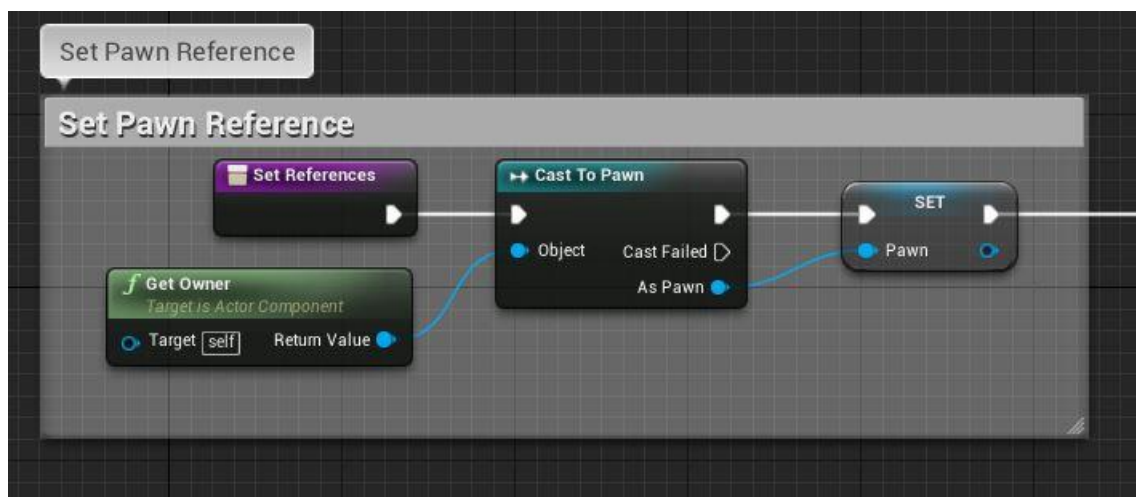 Set Pawn Reference
Set Pawn Reference
Set References
Cast To Pawn
SET
Object
Cast Failed
Pawn
As Pawn
f Get Owner
Target is Actor Component
Target self
Return Value